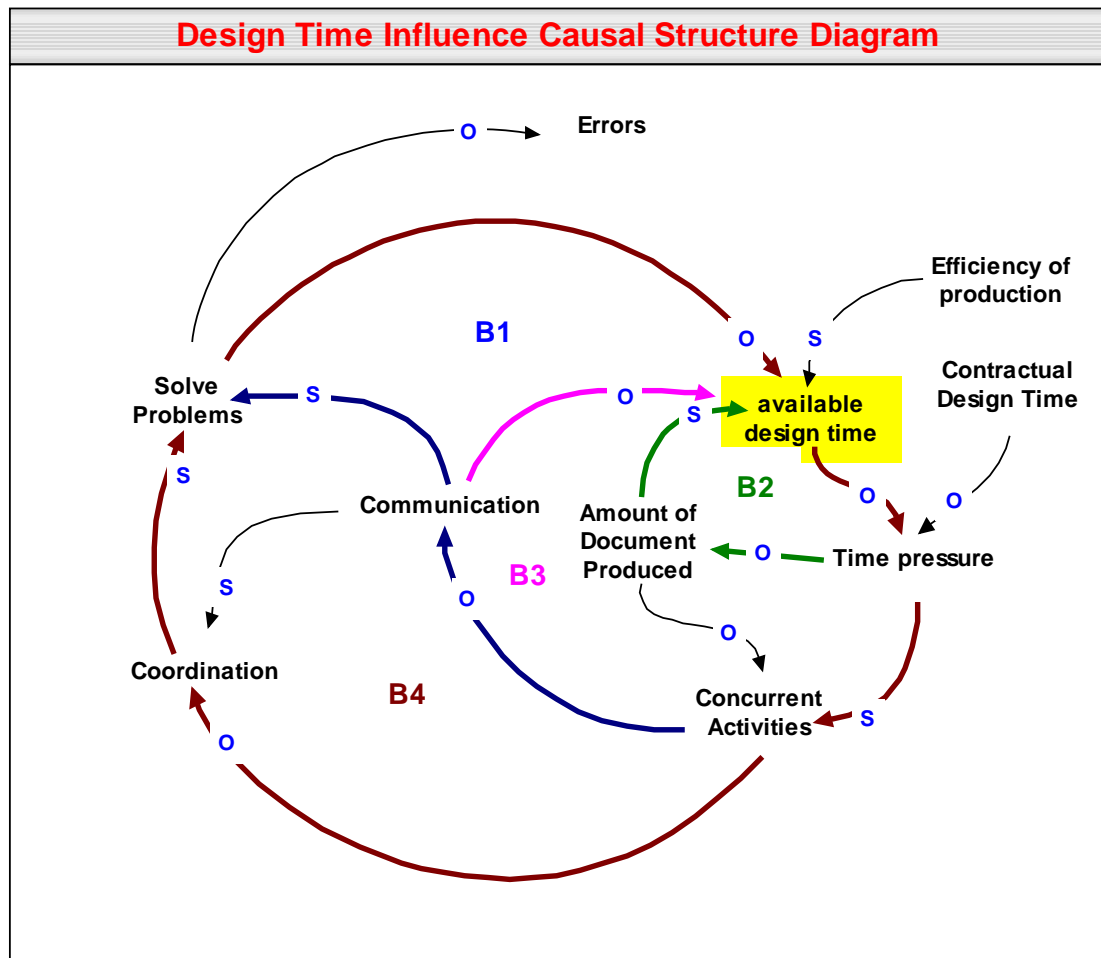 Design Time Influence Causal Structure Diagram
O
Errors
Efficiency of
production
B1
O
S
Solve
Problems
S
O
S
available
design time
Contractual
Design Time
S
Communication
B2
O
O
Amount of
Document
Produced
O
Time pressure
B3
S
O
O
Coordination
B4
Concurrent
Activities
S
O